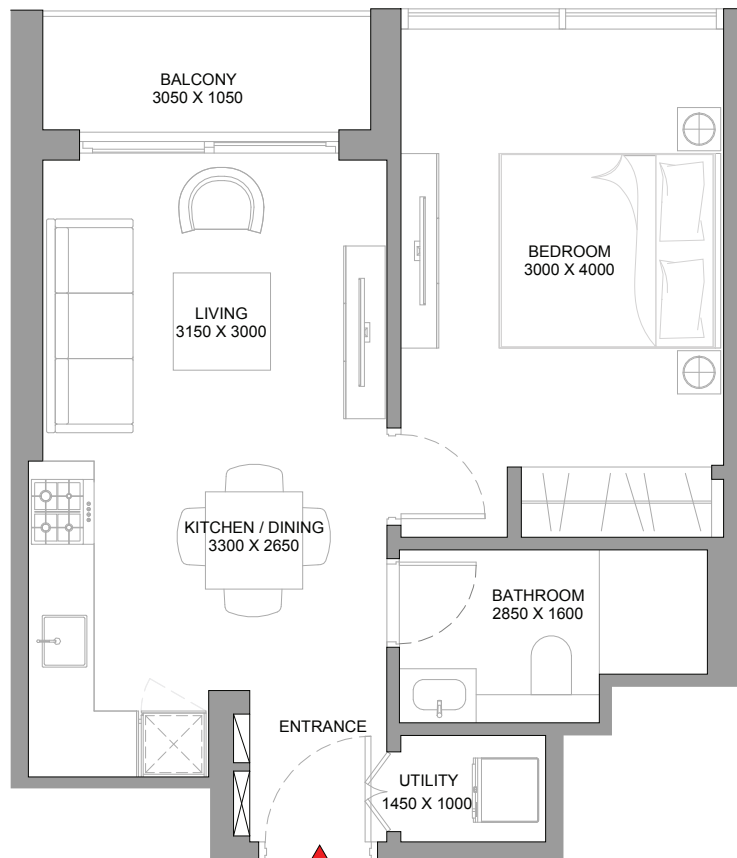 BALCONY
3050 X 1050
BEDROOM
3000 X 4000
LIVING
3150 X 3000
KITCHEN / DINING
3300 X 2650
BATHROOM
2850 X 1600
ENTRANCE
UTILITY
1450 X 1000